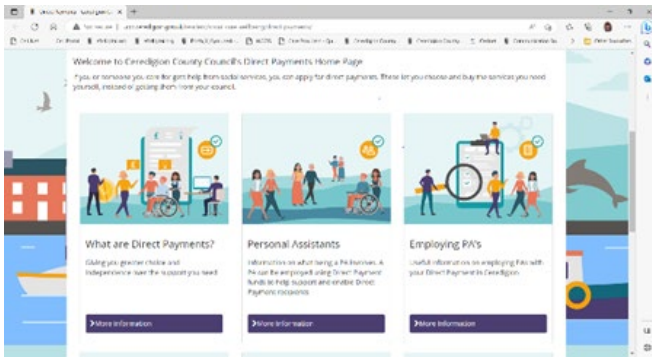 Welcome to Ceredigion County Council's Direct Payments Home Page
If you or someone you care for gets help from social services, you can apply for direct payments. These let you choose and buy the services you need
yourself, instead of getting them from your council.
What are Direct Payments?
Personal Assistants
Employing PA's
Giving you greater choice and
independence over the support you need
Information on what being a PA involves. A
PA can be employed using Direct Payment
funds to help support and enable Direct
Payment recipients
Useful information on employing PAs with
your Direct Payment in Ceredigion
More Information
More Information
More Information